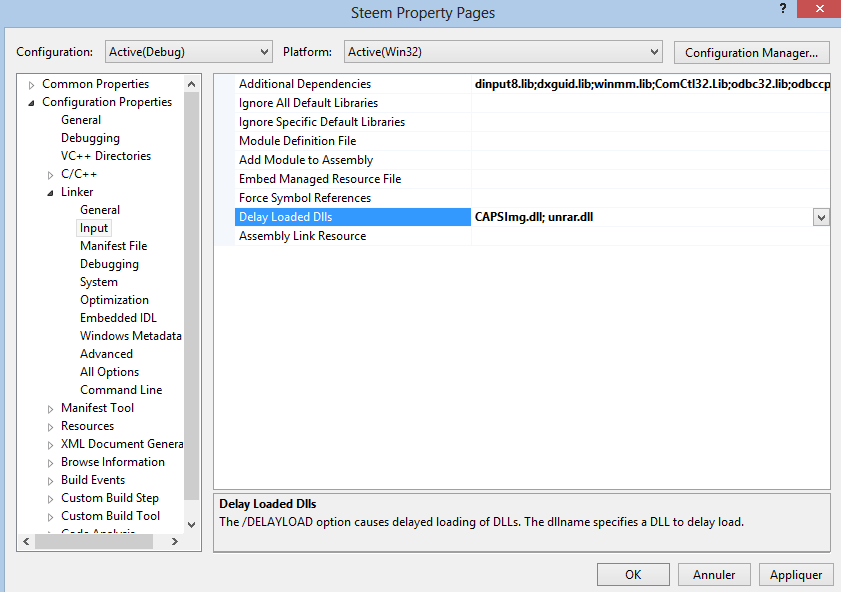 Steem Property Pages
?
Configuration: Active(Debug) Platform: Active(Win32) Configuration Manager...
Common Properties
Configuration Properties
General
Debugging
VC++ Directories
C/C++
Linker
General
Input
Manifest File
Debugging
System
Optimization
Embedded IDL
Windows Metadata
Advanced
All Options
Command Line
Manifest Tool
Resources
XML Document Genera
Browse Information
Build Events
Custom Build Step
Custom Build Tool
Code Analysis
Additional Dependencies dinput8.lib;dxguid.lib;winmm.lib;ComCtl32.Lib;odbc32.lib;odbccp
Ignore All Default Libraries
Ignore Specific Default Libraries
Module Definition File
Add Module to Assembly
Embed Managed Resource File
Force Symbol References
Delay Loaded Dlls CAPSImg.dll; unrar.dll
Assembly Link Resource
Delay Loaded Dlls
The /DELAYLOAD option causes delayed loading of DLLs. The dllname specifies a DLL to delay load.
OK Annuler Appliquer